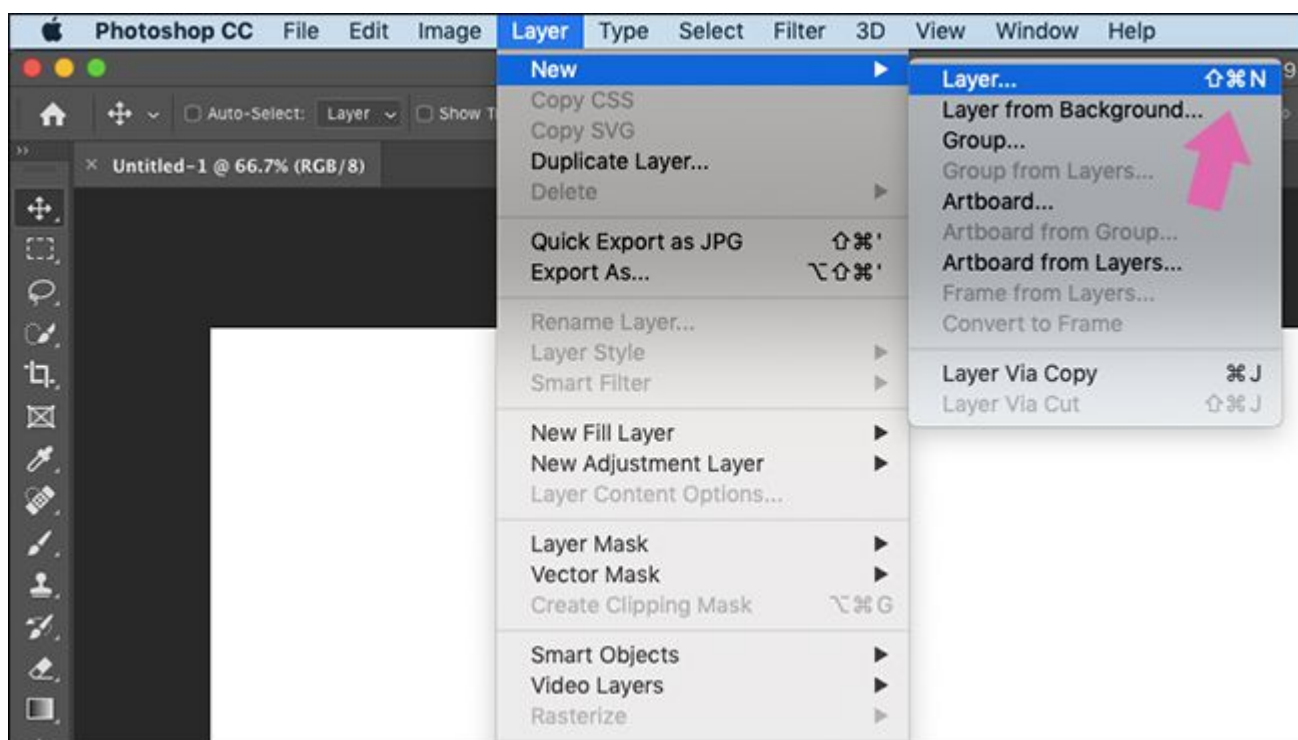 Photoshop CC File Edit Image Layer Type Select Filter 3D View Window Help
Auto-Select: Layer Show T
× Untitled-1 @ 66.7% (RGB/8)
New
Copy CSS
Copy SVG
Duplicate Layer...
Delete
Quick Export as JPG ⇧⌘'
Export As... ⌥⇧⌘'
Rename Layer...
Layer Style
Smart Filter
New Fill Layer
New Adjustment Layer
Layer Content Options...
Layer Mask
Vector Mask
Create Clipping Mask ⌥⌘G
Smart Objects
Video Layers
Rasterize
Layer... ⇧⌘N
Layer from Background...
Group...
Group from Layers...
Artboard...
Artboard from Group...
Artboard from Layers...
Frame from Layers...
Convert to Frame
Layer Via Copy ⌘J
Layer Via Cut ⇧⌘J
9